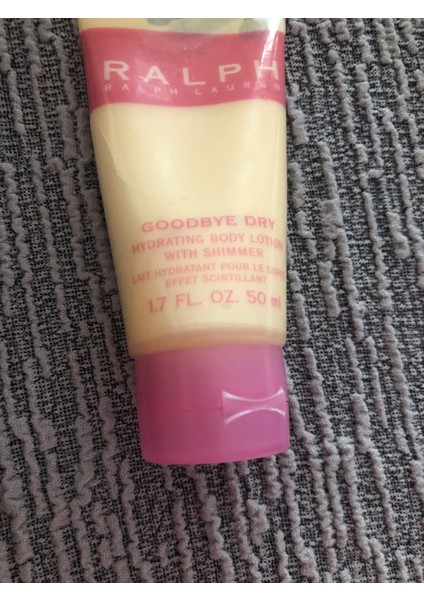 RALPH
RALPH LAUREN
GOODBYE DRY
HYDRATING BODY LOTION
WITH SHIMMER
LAIT HYDRATANT POUR LE CORPS
EFFET SCINTILLANT
1.7 FL. OZ. 50 ml